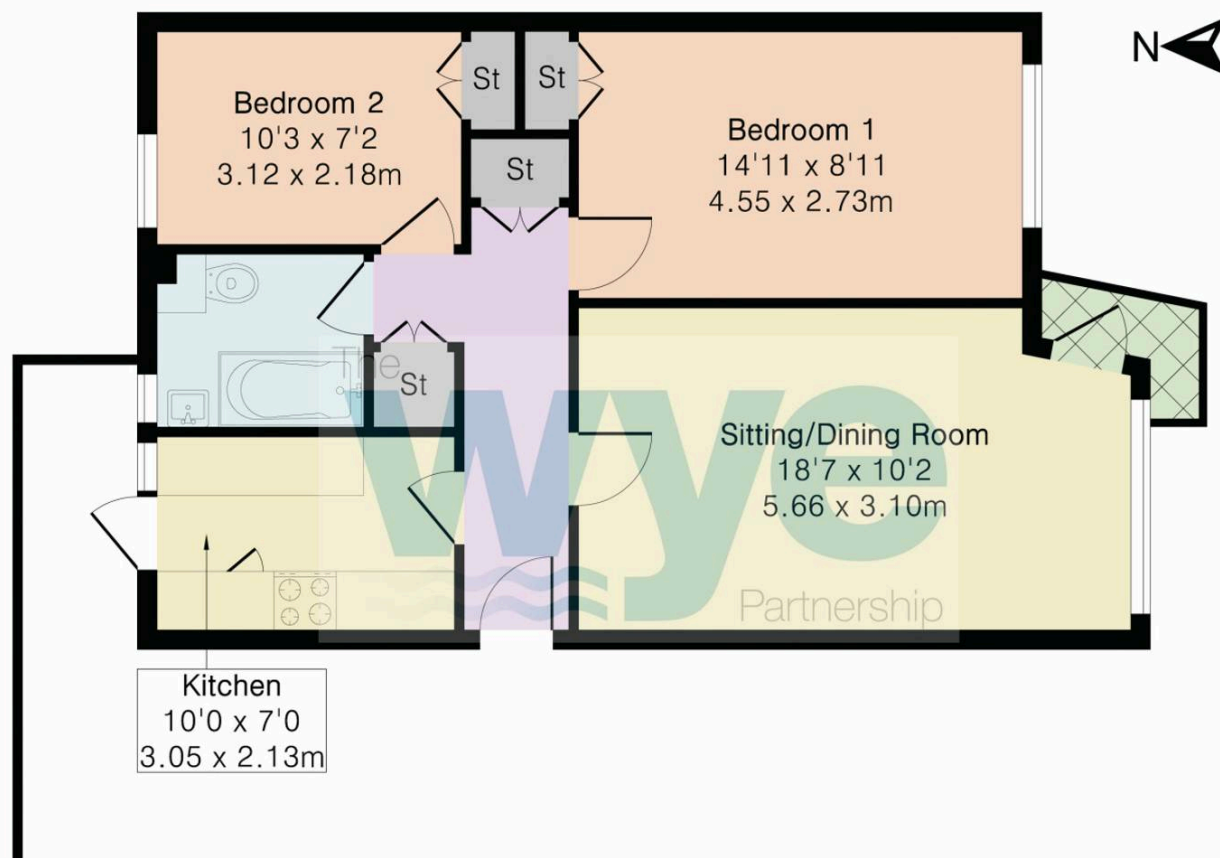 N
St
St
Bedroom 2
10'3 x 7'2
3.12 x 2.18m
Bedroom 1
14'11 x 8'11
4.55 x 2.73m
St
The
St
wye
Partnership
Sitting/Dining Room
18'7 x 10'2
5.66 x 3.10m
Kitchen
10'0 x 7'0
3.05 x 2.13m